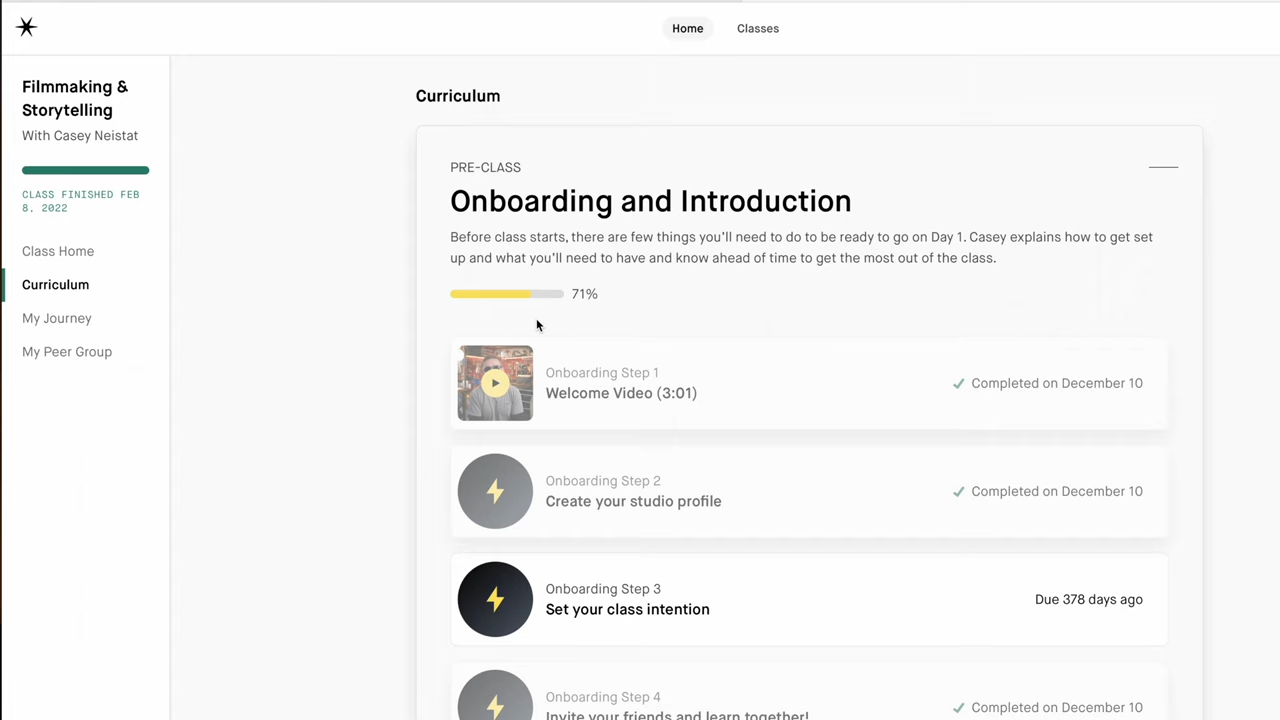 Home
Classes
Filmmaking &
Storytelling
With Casey Neistat
CLASS FINISHED FEB
8, 2022
Class Home
Curriculum
My Journey
My Peer Group
Curriculum
PRE-CLASS
Onboarding and Introduction
Before class starts, there are few things you'll need to do to be ready to go on Day 1. Casey explains how to get set
up and what you'll need to have and know ahead of time to get the most out of the class.
71%
Onboarding Step 1
Welcome Video (3:01)
Completed on December 10
Onboarding Step 2
Create your studio profile
Completed on December 10
Onboarding Step 3
Set your class intention
Due 378 days ago
Onboarding Step 4
Invite your friends and learn together!
Completed on December 10